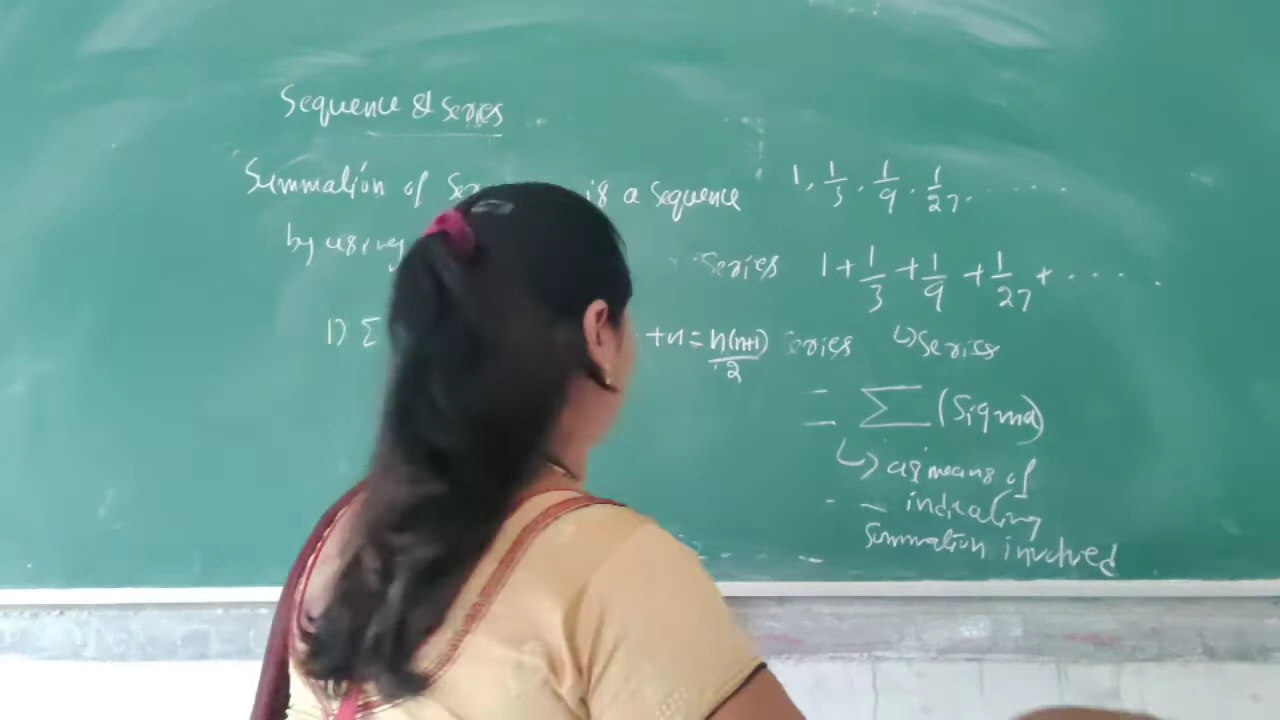 Sequence & Series
Summation of is a Sequence
by using Series
1) Σ +n = n(n+1)/2 Series
1, 1/3, 1/9, 1/27, ......
1 + 1/3 + 1/9 + 1/27 + .....
↳ Series
= Σ (Sigma)
↳ as means of
indicating
Summation involved